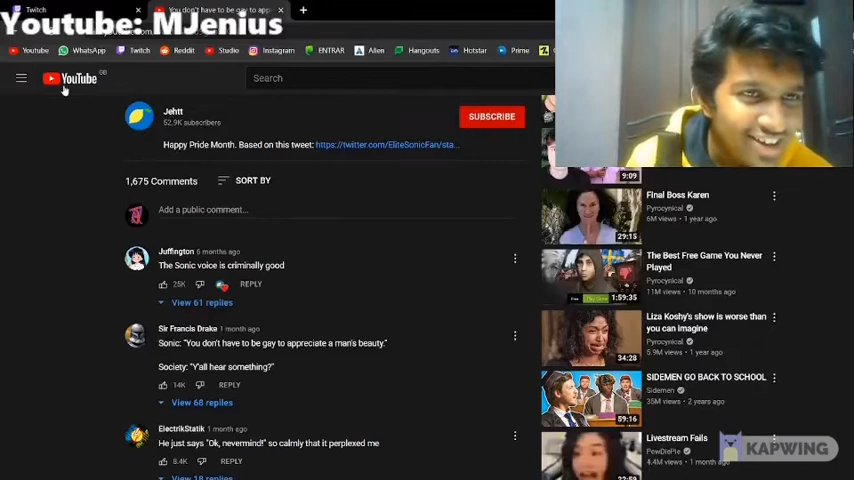 Youtube: MJenius
Twitch
You don't have to be gay to appr
Youtube WhatsApp Twitch Reddit Studio Instagram ENTRAR Alien Hangouts Hotstar Prime
YouTube GB
Search
Jehtt
52.9K subscribers
SUBSCRIBE
Happy Pride Month. Based on this tweet: https://twitter.com/EliteSonicFan/sta...
1,675 Comments SORT BY
Add a public comment...
Juffington 5 months ago
The Sonic voice is criminally good
25K REPLY
View 61 replies
Sir Francis Drake 1 month ago
Sonic: "You don't have to be gay to appreciate a man's beauty."
Society: "Y'all hear something?"
14K REPLY
View 68 replies
ElectrikStatik 1 month ago
He just says "Ok, nevermind!" so calmly that it perplexed me
8.4K REPLY
View 18 replies
9:09
Final Boss Karen
Pyrocynical
6M views • 1 year ago
29:15
The Best Free Game You Never
Played
Pyrocynical
11M views • 10 months ago
1:59:35
Liza Koshy's show is worse than
you can imagine
Pyrocynical
5.9M views • 1 year ago
34:28
SIDEMEN GO BACK TO SCHOOL
Sidemen
35M views • 2 years ago
59:16
Livestream Fails
PewDiePie
4.4M views • 1 month ago
22:59
KAPWING